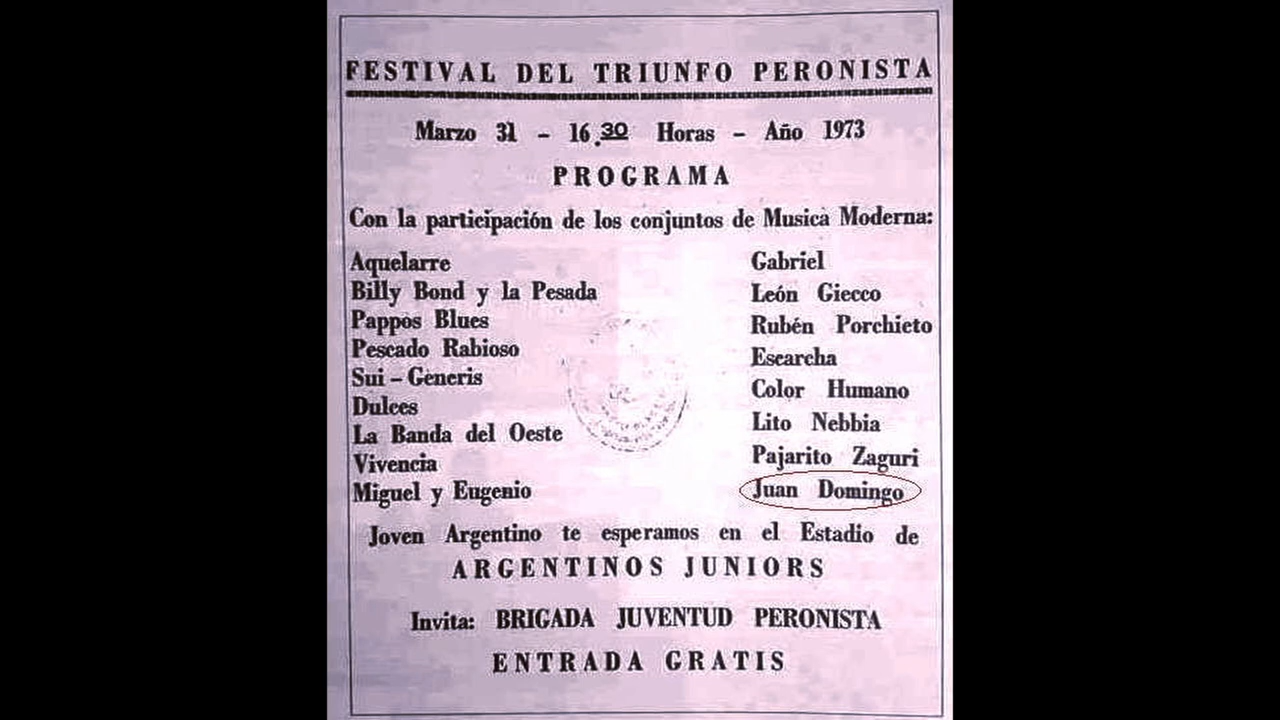 FESTIVAL DEL TRIUNFO PERONISTA
Marzo 31 - 16.30 Horas - Año 1973
PROGRAMA
Con la participación de los conjuntos de Musica Moderna:
Aquelarre
Billy Bond y la Pesada
Pappos Blues
Pescado Rabioso
Sui - Generis
Dulces
La Banda del Oeste
Vivencia
Miguel y Eugenio
Gabriel
León Giecco
Rubén Porchieto
Escarcha
Color Humano
Lito Nebbia
Pajarito Zaguri
Juan Domingo
Joven Argentino te esperamos en el Estadio de
ARGENTINOS JUNIORS
Invita: BRIGADA JUVENTUD PERONISTA
ENTRADA GRATIS